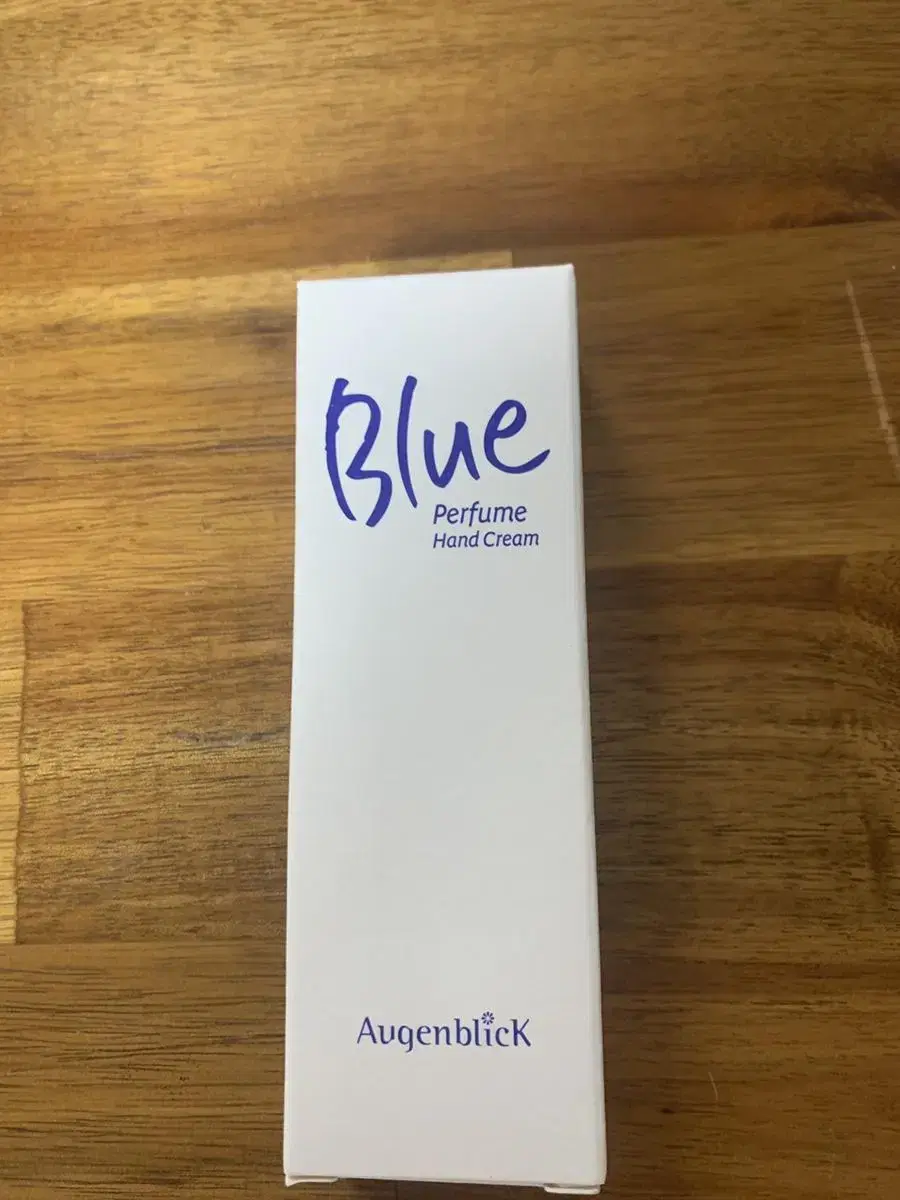 Blue
Perfume
Hand Cream
AugenblicK